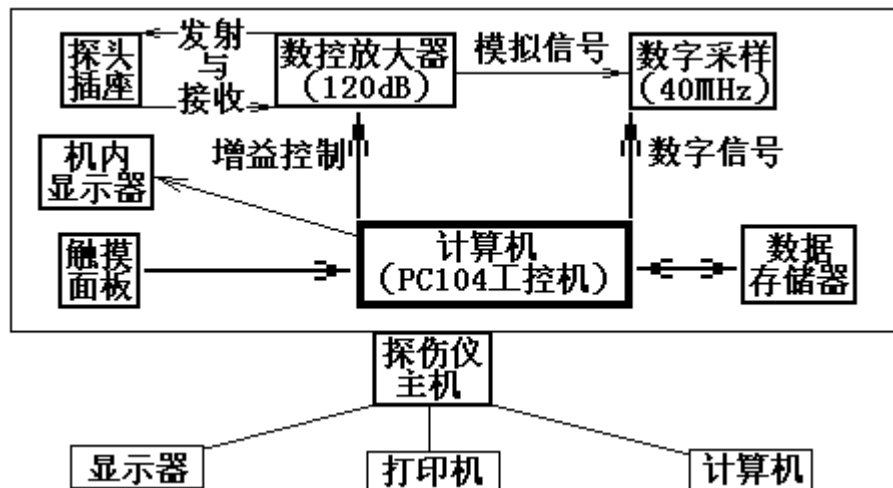 探头
插座
发射
与
接收
数控放大器
(120dB)
模拟信号
数字采样
(40MHz)
机内
显示器
增益控制
数字信号
触摸
面板
计算机
(PC104工控机)
数据
存储器
探伤仪
主机
显示器
打印机
计算机